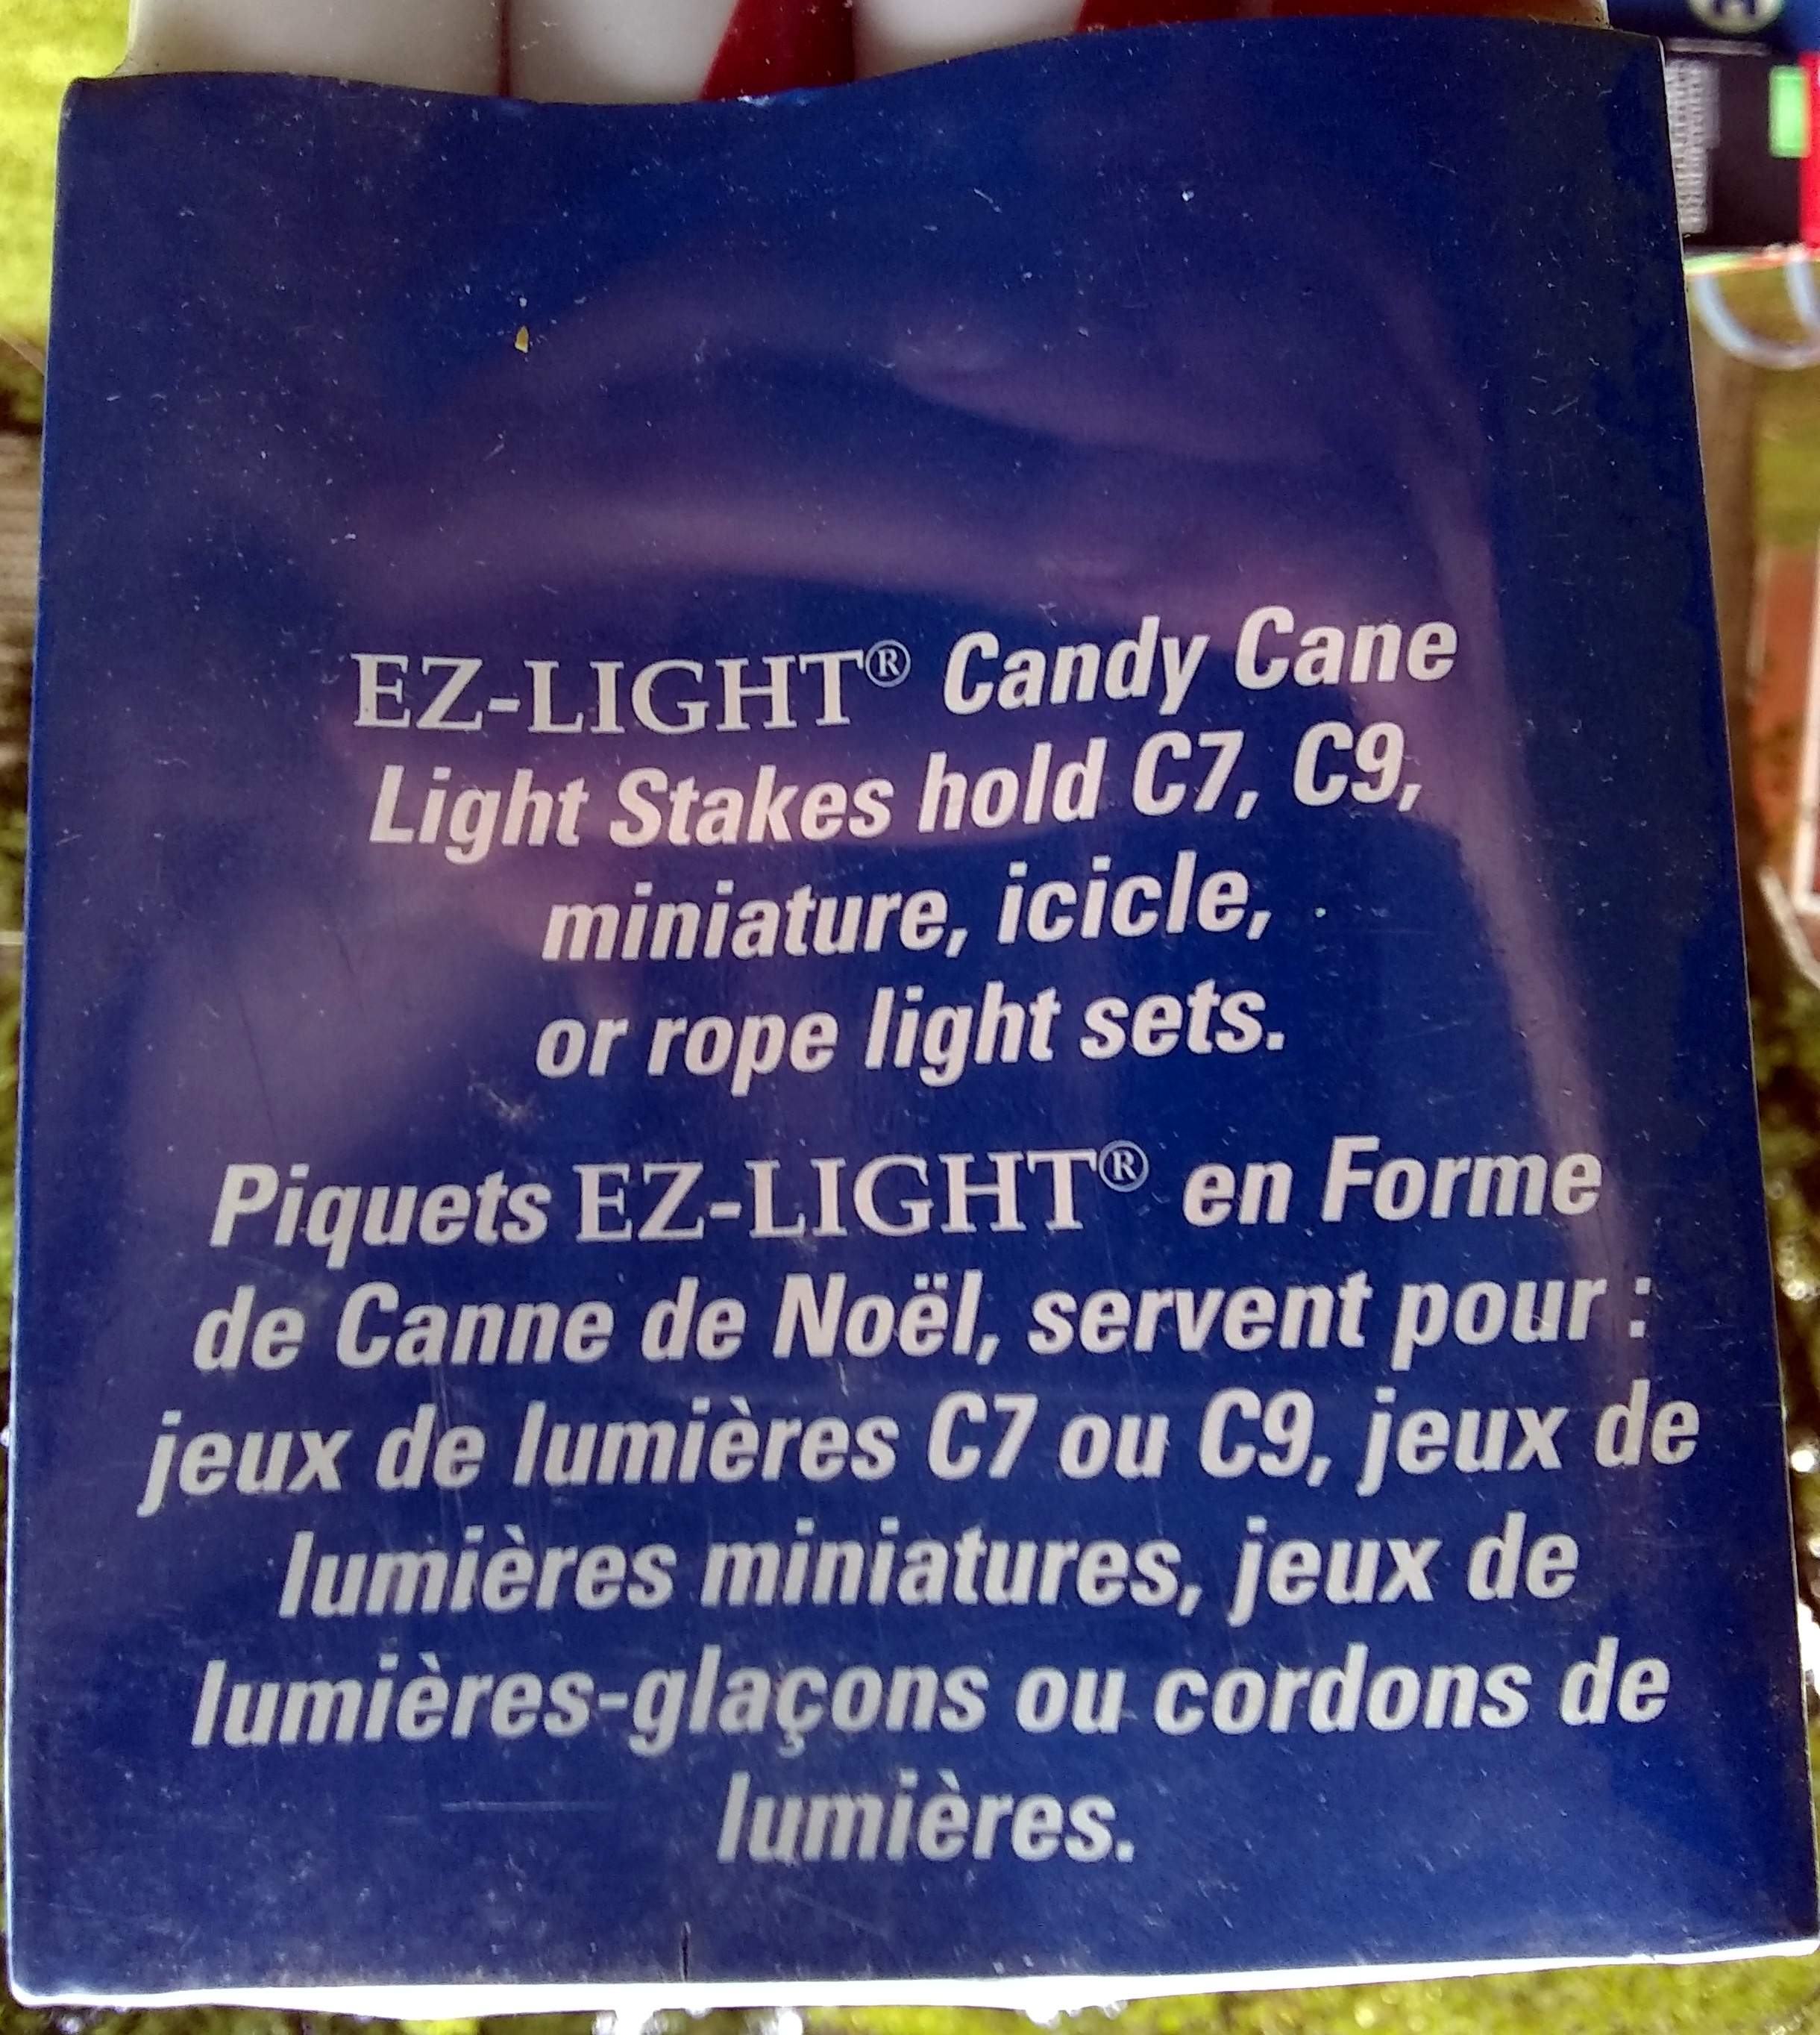 EZ-LIGHT® Candy Cane
Light Stakes hold C7, C9,
miniature, icicle,
or rope light sets.
Piquets EZ-LIGHT® en Forme
de Canne de Noël, servent pour :
jeux de lumières C7 ou C9, jeux de
lumières miniatures, jeux de
lumières-glaçons ou cordons de
lumières.